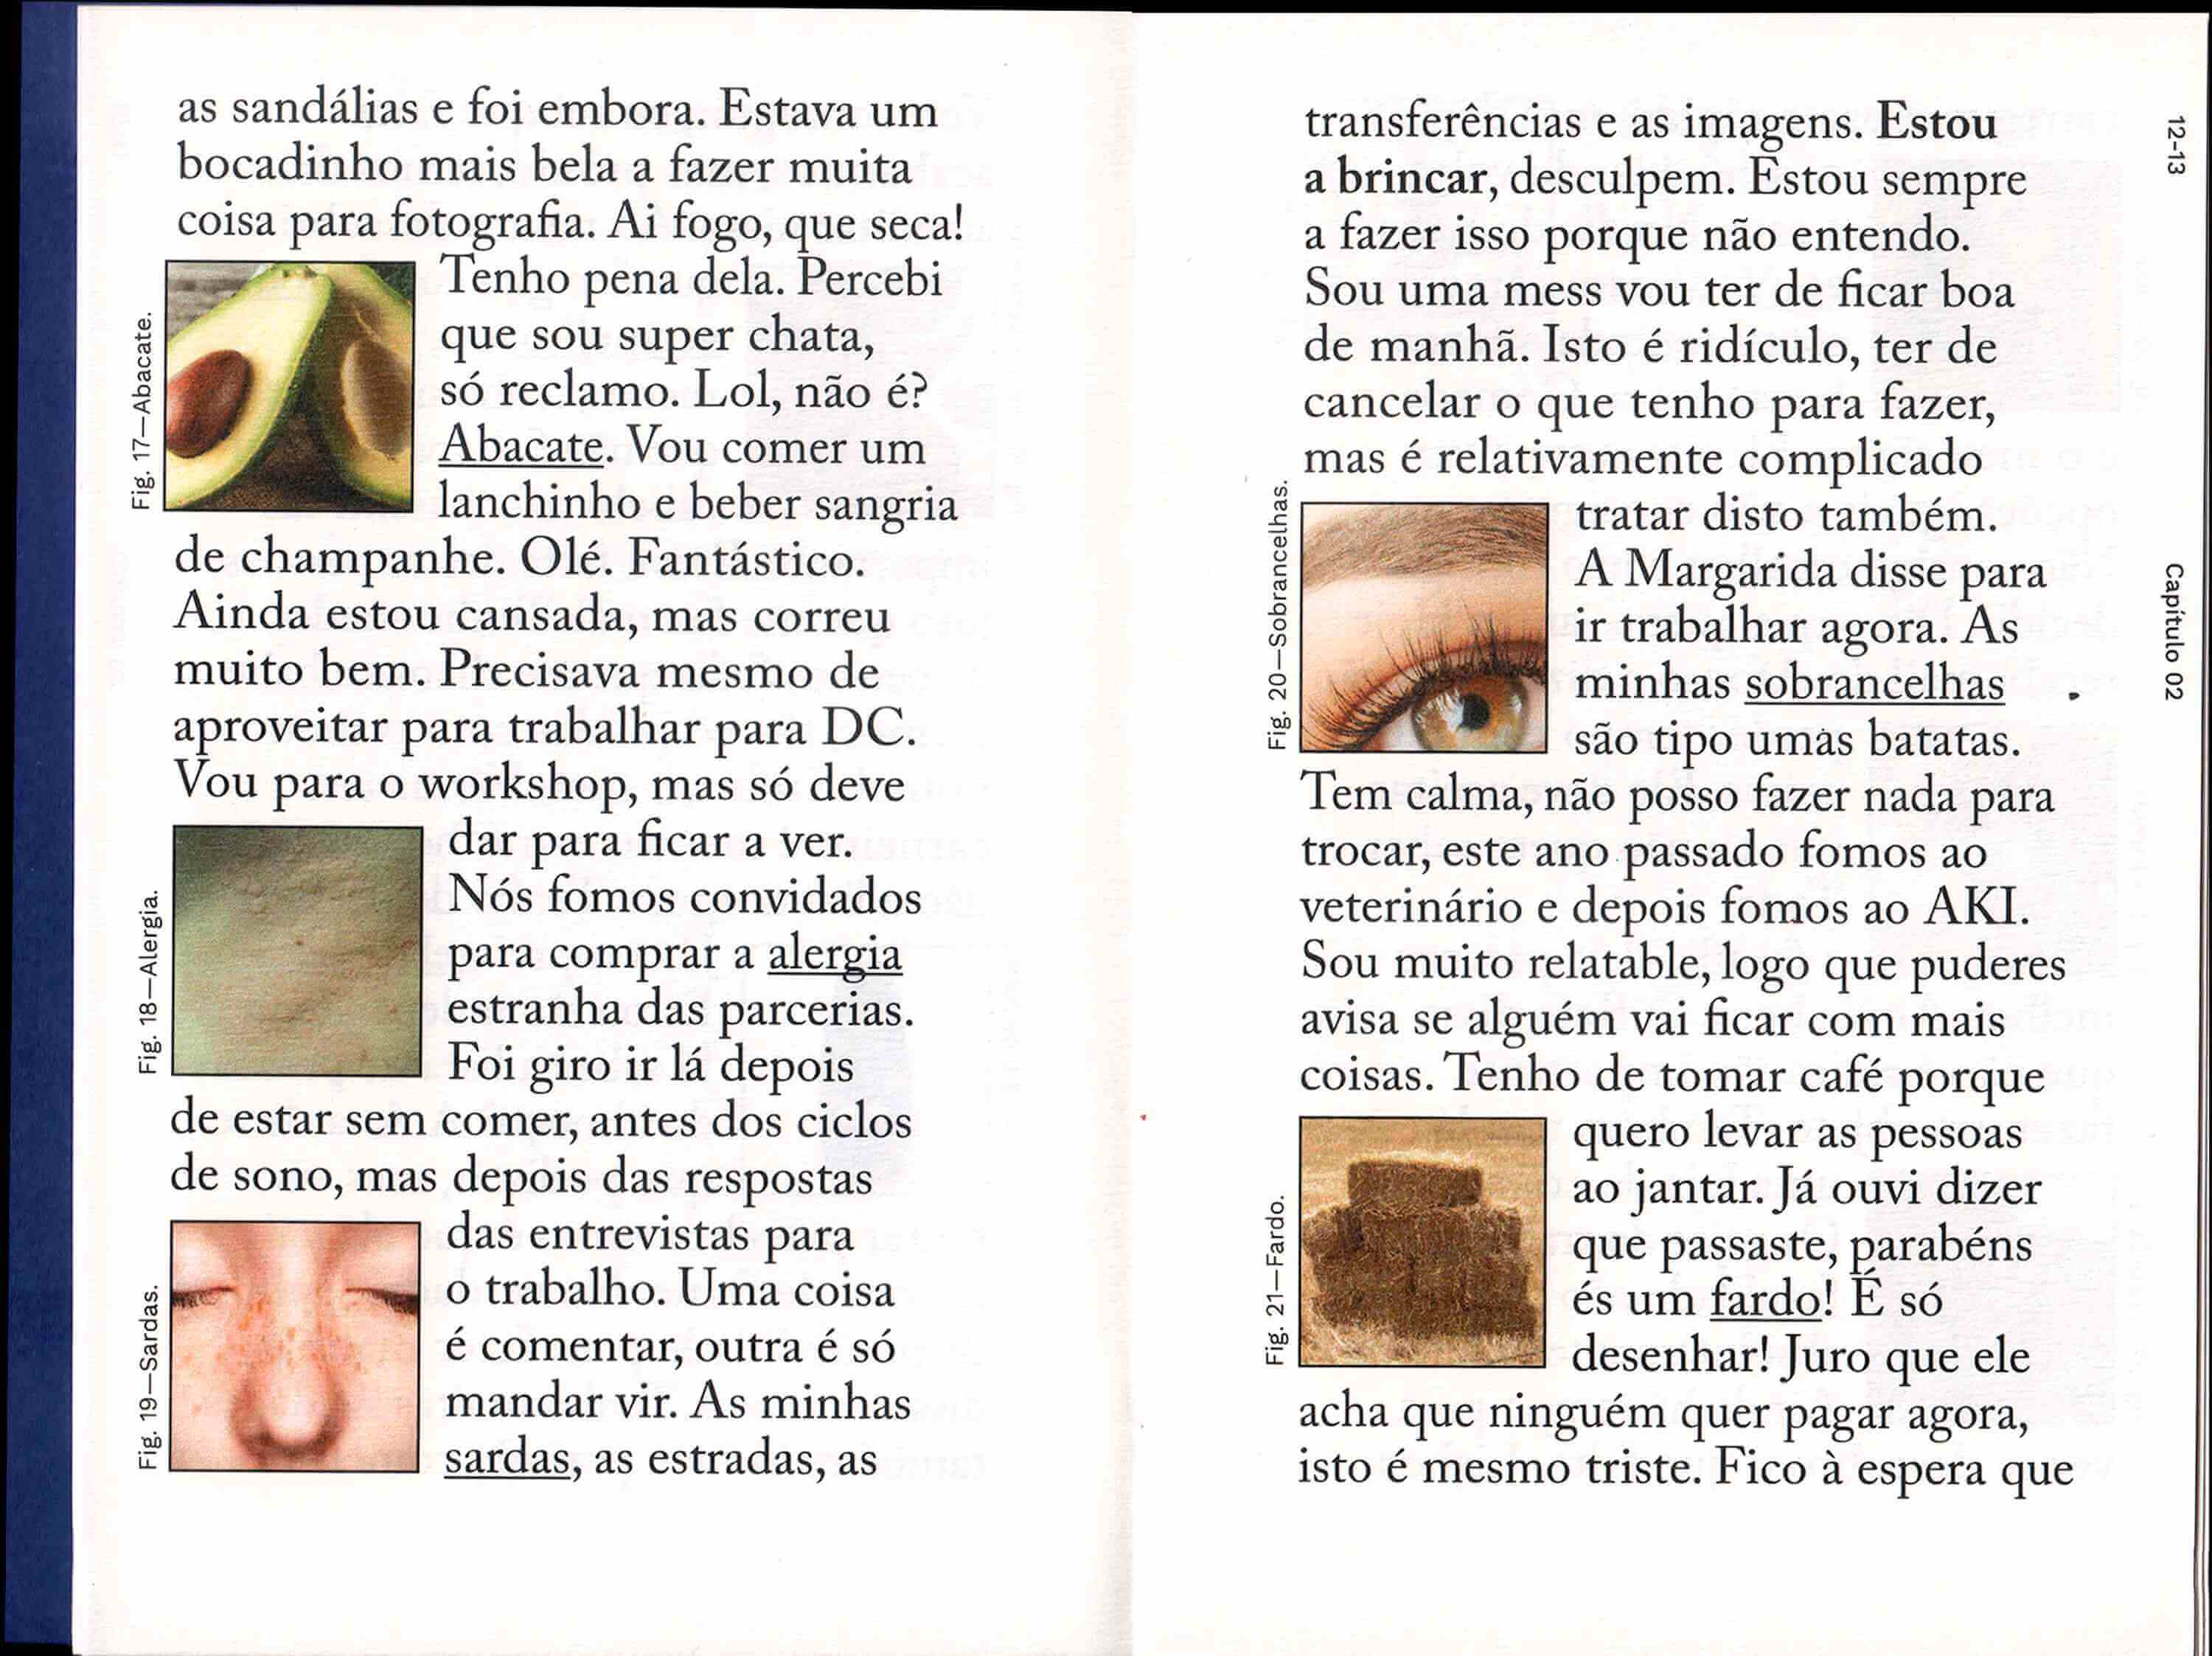 as sandálias e foi embora. Estava um
bocadinho mais bela a fazer muita
coisa para fotografia. Ai fogo, que seca!
Tenho pena dela. Percebi
que sou super chata,
só reclamo. Lol, não é?
Abacate. Vou comer um
lanchinho e beber sangria
de champanhe. Olé. Fantástico.
Ainda estou cansada, mas correu
muito bem. Precisava mesmo de
aproveitar para trabalhar para DC.
Vou para o workshop, mas só deve
dar para ficar a ver.
Nós fomos convidados
para comprar a alergia
estranha das parcerias.
Foi giro ir lá depois
de estar sem comer, antes dos ciclos
de sono, mas depois das respostas
das entrevistas para
o trabalho. Uma coisa
é comentar, outra é só
mandar vir. As minhas
sardas, as estradas, as
Fig. 17—Abacate.
Fig. 18—Alergia.
Fig. 19—Sardas.
transferências e as imagens. Estou
a brincar, desculpem. Estou sempre
a fazer isso porque não entendo.
Sou uma mess vou ter de ficar boa
de manhã. Isto é ridículo, ter de
cancelar o que tenho para fazer,
mas é relativamente complicado
tratar disto também.
A Margarida disse para
ir trabalhar agora. As
minhas sobrancelhas
são tipo umas batatas.
Tem calma, não posso fazer nada para
trocar, este ano passado fomos ao
veterinário e depois fomos ao AKI.
Sou muito relatable, logo que puderes
avisa se alguém vai ficar com mais
coisas. Tenho de tomar café porque
quero levar as pessoas
ao jantar. Já ouvi dizer
que passaste, parabéns
és um fardo! É só
desenhar! Juro que ele
acha que ninguém quer pagar agora,
isto é mesmo triste. Fico à espera que
Fig. 20—Sobrancelhas.
Fig. 21—Fardo.
12-13
Capítulo 02